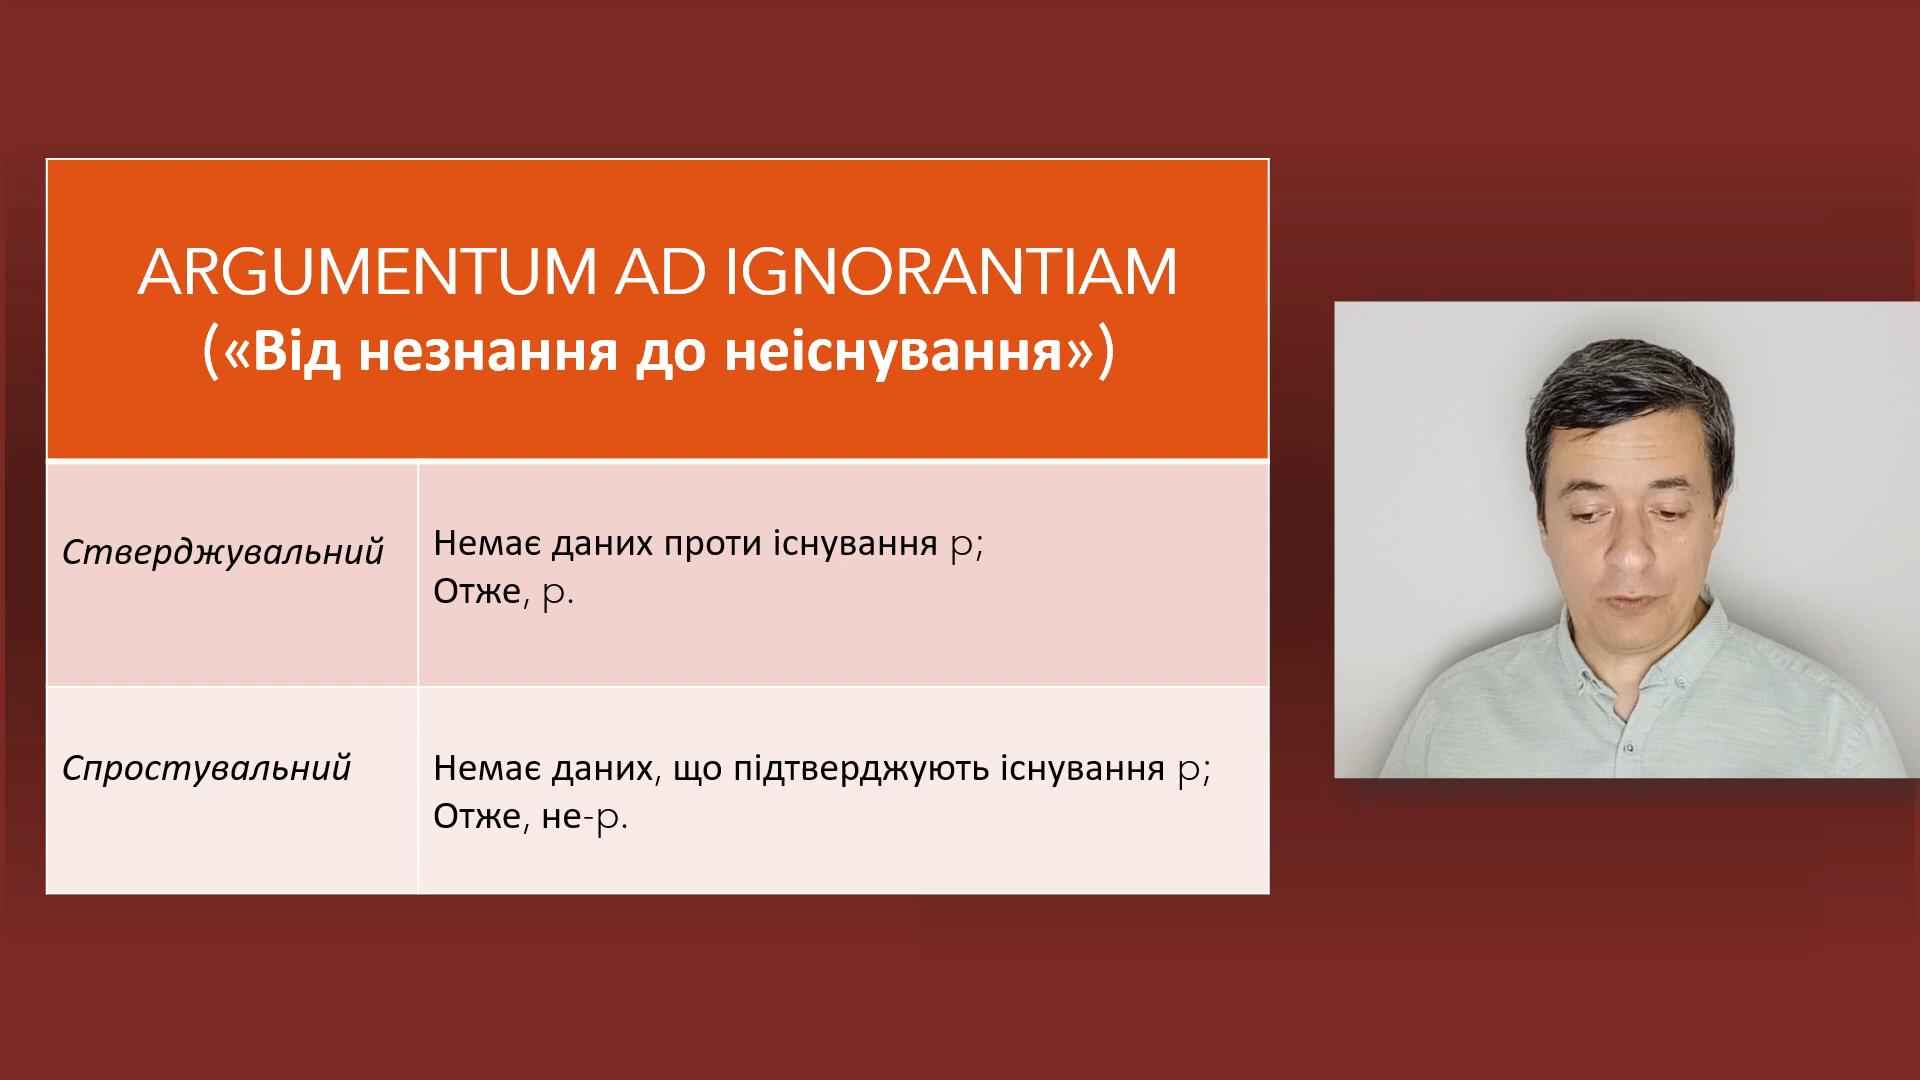 ARGUMENTUM AD IGNORANTIAM
(«Від незнання до неіснування»)
Стверджувальний
Немає даних проти існування p;
Отже, p.
Спростувальний
Немає даних, що підтверджують існування p;
Отже, не-p.